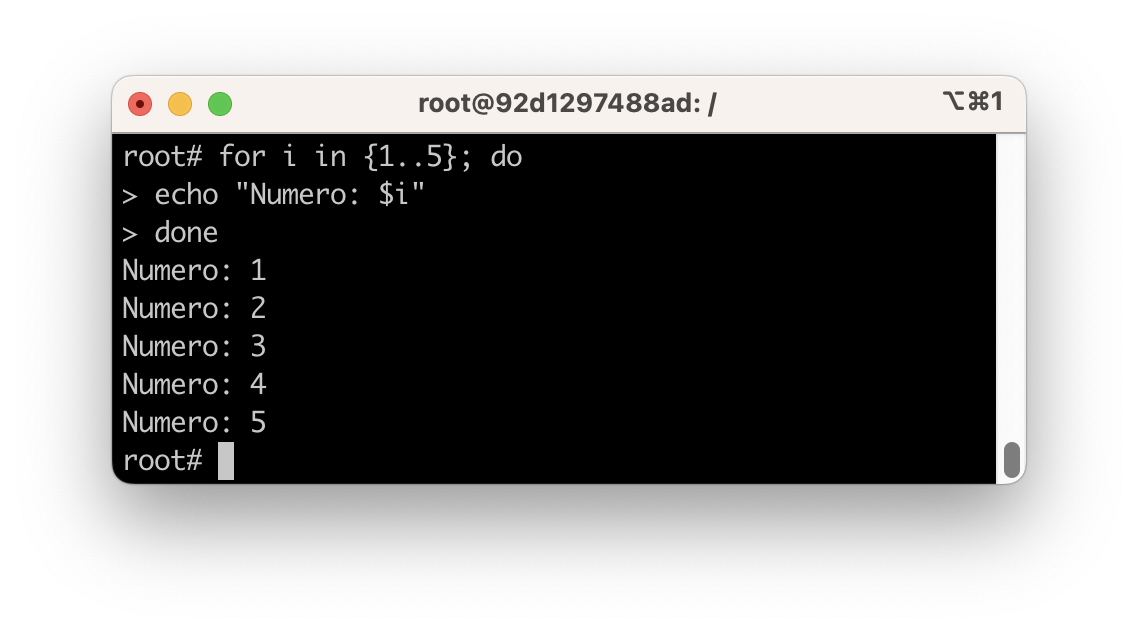 root@92d1297488ad: / ⌥⌘1
root# for i in {1..5}; do
> echo "Numero: $i"
> done
Numero: 1
Numero: 2
Numero: 3
Numero: 4
Numero: 5
root#